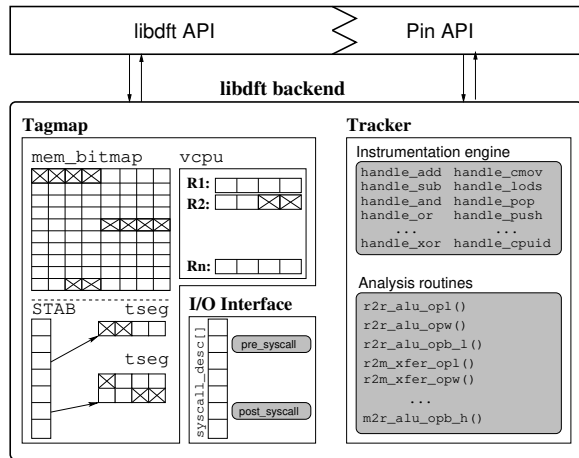 libdft API
Pin API
libdft backend
Tagmap
mem_bitmap
vcpu
R1:
R2:
Rn:
STAB
tseg
tseg
I/O Interface
syscall_desc[]
pre_syscall
post_syscall
Tracker
Instrumentation engine
handle_add handle_cmov
handle_sub handle_lods
handle_and handle_pop
handle_or handle_push
... ...
handle_xor handle_cpuid
Analysis routines
r2r_alu_opl()
r2r_alu_opw()
r2r_alu_opb_l()
r2m_xfer_opl()
r2m_xfer_opw()
...
m2r_alu_opb_h()